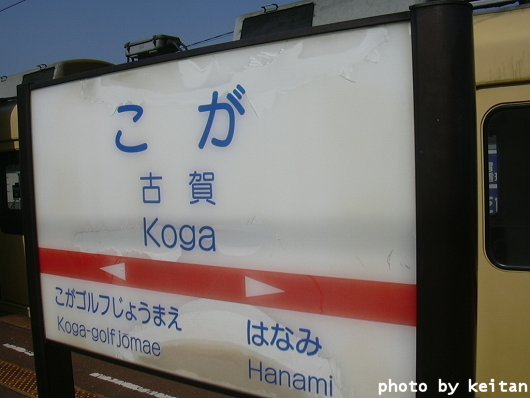 こが
古賀
Koga
こがゴルフじょうまえ
Koga-golfjomae
はなみ
Hanami
photo by keitan